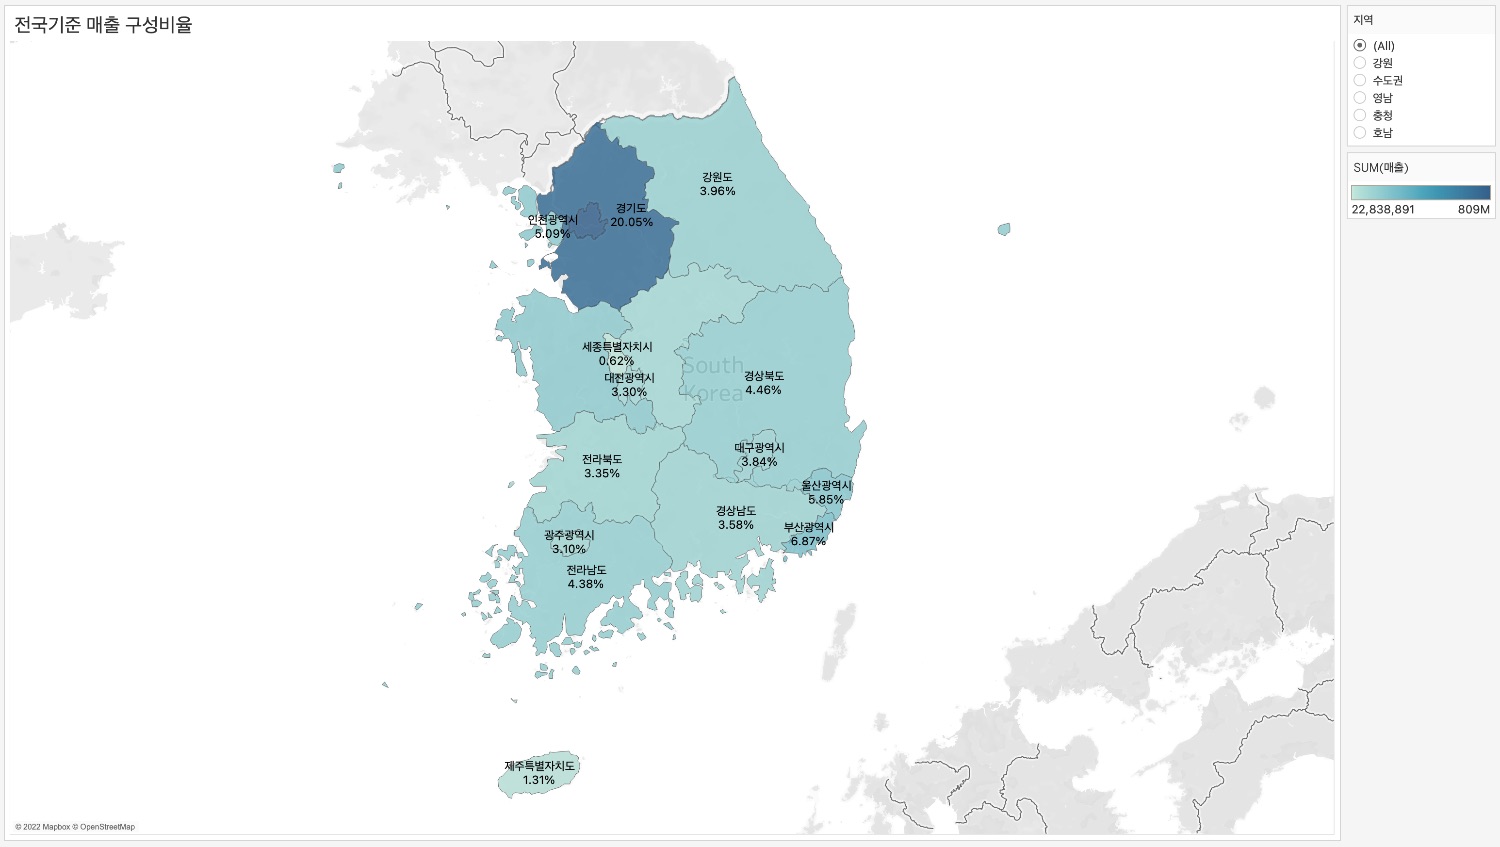 전국기준 매출 구성비율
강원도
3.96%
경기도
20.05%
인천광역시
5.09%
세종특별자치시
0.62%
대전광역시
3.30%
South
Korea
경상북도
4.46%
대구광역시
3.84%
전라북도
3.35%
울산광역시
5.85%
경상남도
3.58%
부산광역시
6.87%
광주광역시
3.10%
전라남도
4.38%
제주특별자치도
1.31%
© 2022 Mapbox © OpenStreetMap
지역
(All)
강원
수도권
영남
충청
호남
SUM(매출)
22,838,891 809M